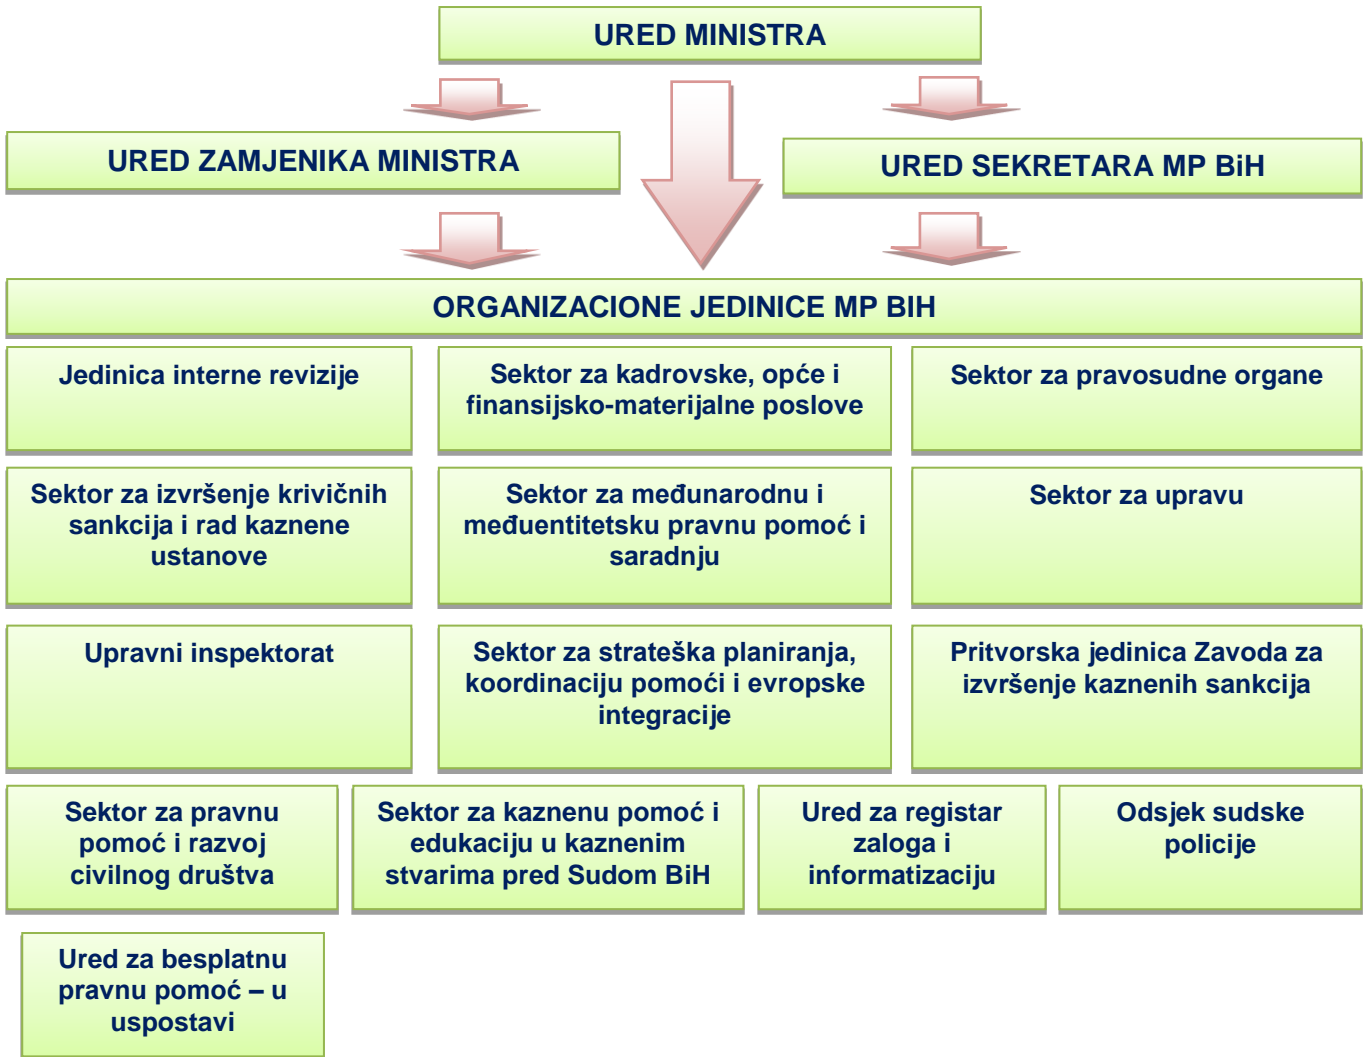 URED MINISTRA
URED ZAMJENIKA MINISTRA
URED SEKRETARA MP BiH
ORGANIZACIONE JEDINICE MP BIH
Jedinica interne revizije
Sektor za kadrovske, opće i
finansijsko-materijalne poslove
Sektor za pravosudne organe
Sektor za izvršenje krivičnih
sankcija i rad kaznene
ustanove
Sektor za međunarodnu i
međuentitetsku pravnu pomoć i
saradnju
Sektor za upravu
Upravni inspektorat
Sektor za strateška planiranja,
koordinaciju pomoći i evropske
integracije
Pritvorska jedinica Zavoda za
izvršenje kaznenih sankcija
Sektor za pravnu
pomoć i razvoj
civilnog društva
Sektor za kaznenu pomoć i
edukaciju u kaznenim
stvarima pred Sudom BiH
Ured za registar
zaloga i
informatizaciju
Odsjek sudske
policije
Ured za besplatnu
pravnu pomoć – u
uspostavi